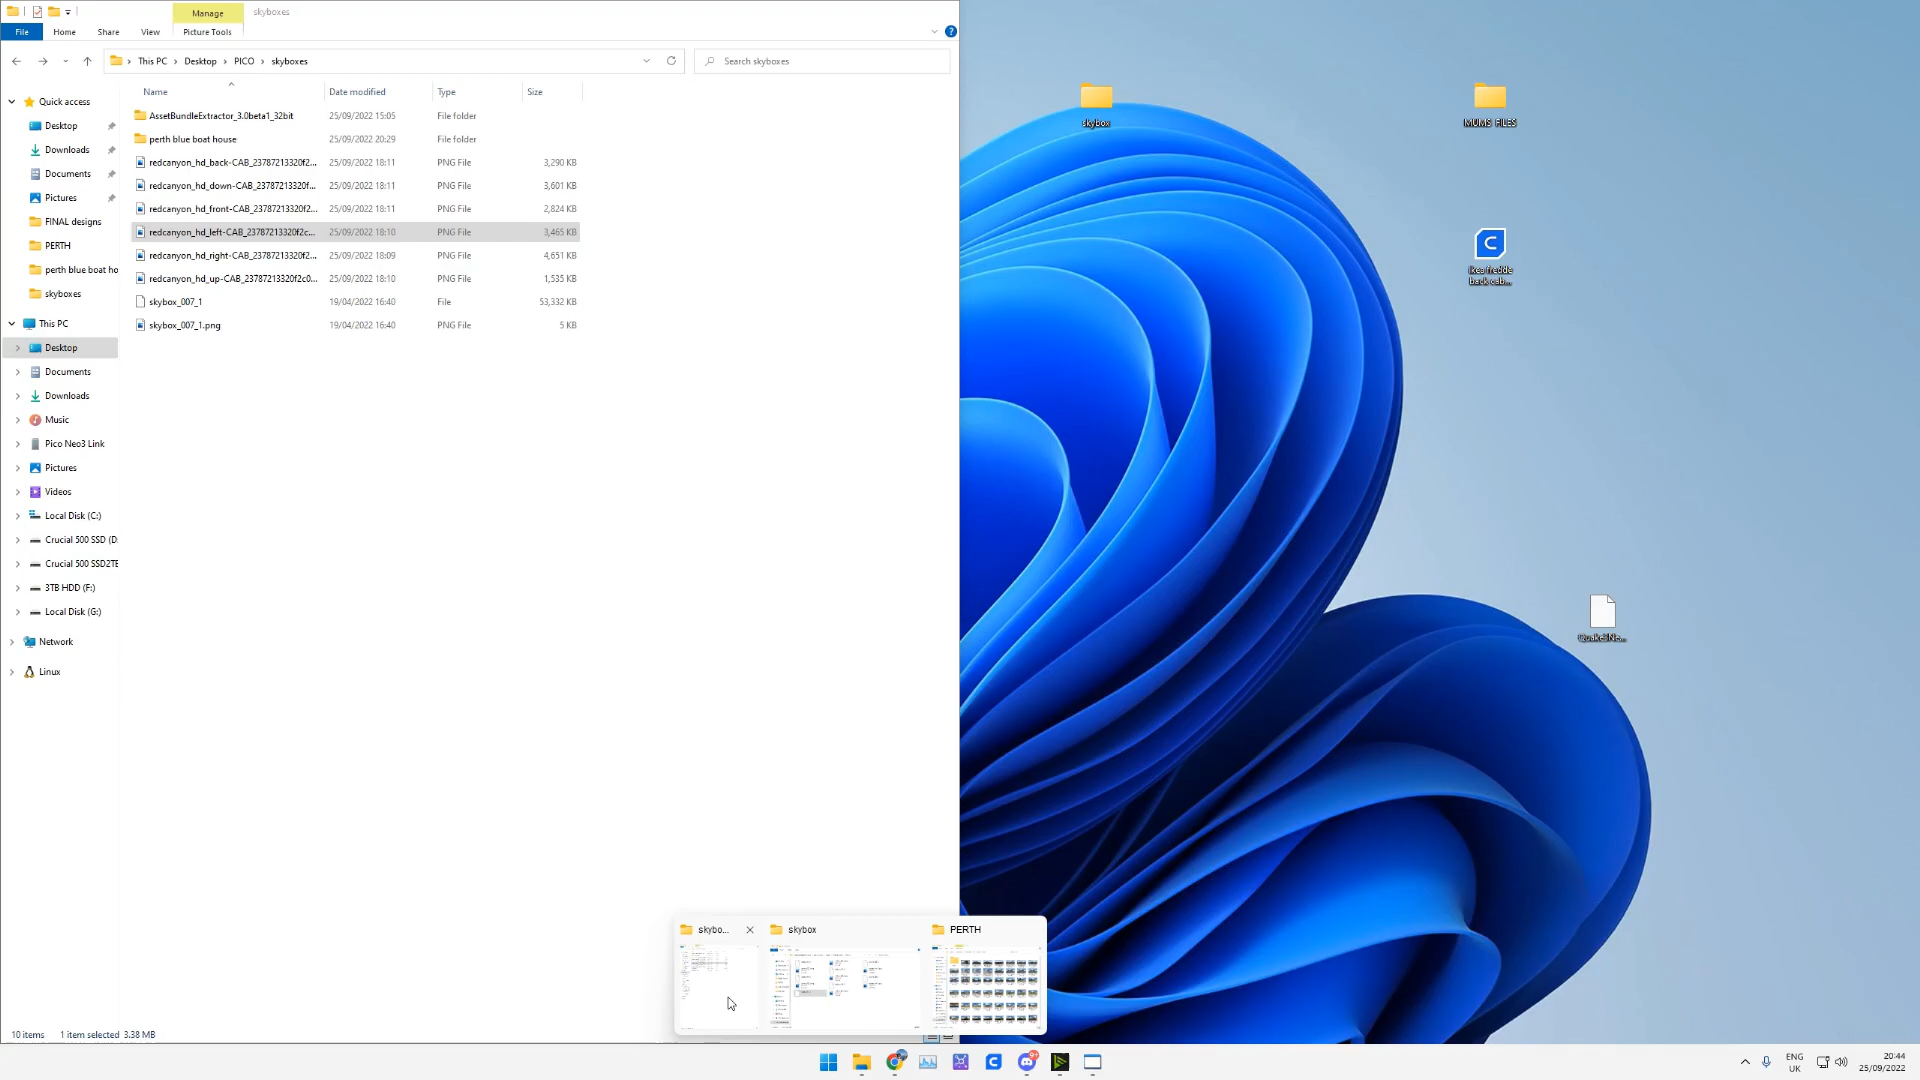 Manage
skyboxes
File
Home
Share
View
Picture Tools
This PC
Desktop
PICO
skyboxes
Search skyboxes
Name
Date modified
Type
Size
AssetBundleExtractor_3.0beta1_32bit
25/09/2022 15:05
File folder
perth blue boat house
25/09/2022 20:29
File folder
redcanyon_hd_back-CAB_23787213320f2...
25/09/2022 18:11
PNG File
3,290 KB
redcanyon_hd_down-CAB_23787213320f...
25/09/2022 18:11
PNG File
3,601 KB
redcanyon_hd_front-CAB_23787213320f2...
25/09/2022 18:11
PNG File
2,824 KB
redcanyon_hd_left-CAB_23787213320f2c...
25/09/2022 18:10
PNG File
3,465 KB
redcanyon_hd_right-CAB_23787213320f2...
25/09/2022 18:09
PNG File
4,651 KB
redcanyon_hd_up-CAB_23787213320f2c0...
25/09/2022 18:10
PNG File
1,535 KB
skybox_007_1
19/04/2022 16:40
File
53,332 KB
skybox_007_1.png
19/04/2022 16:40
PNG File
5 KB
Quick access
Desktop
Downloads
Documents
Pictures
FINAL designs
PERTH
perth blue boat ho
skyboxes
This PC
Desktop
Documents
Downloads
Music
Pico Neo3 Link
Pictures
Videos
Local Disk (C:)
Crucial 500 SSD (D:
Crucial 500 SSD2TE
3TB HDD (F:)
Local Disk (G:)
Network
Linux
10 items
1 item selected 3.38 MB
skybo...
skybox
PERTH
skybox
MUMS FILES
ikea fredde
back cab...
ENG
UK
20:44
25/09/2022